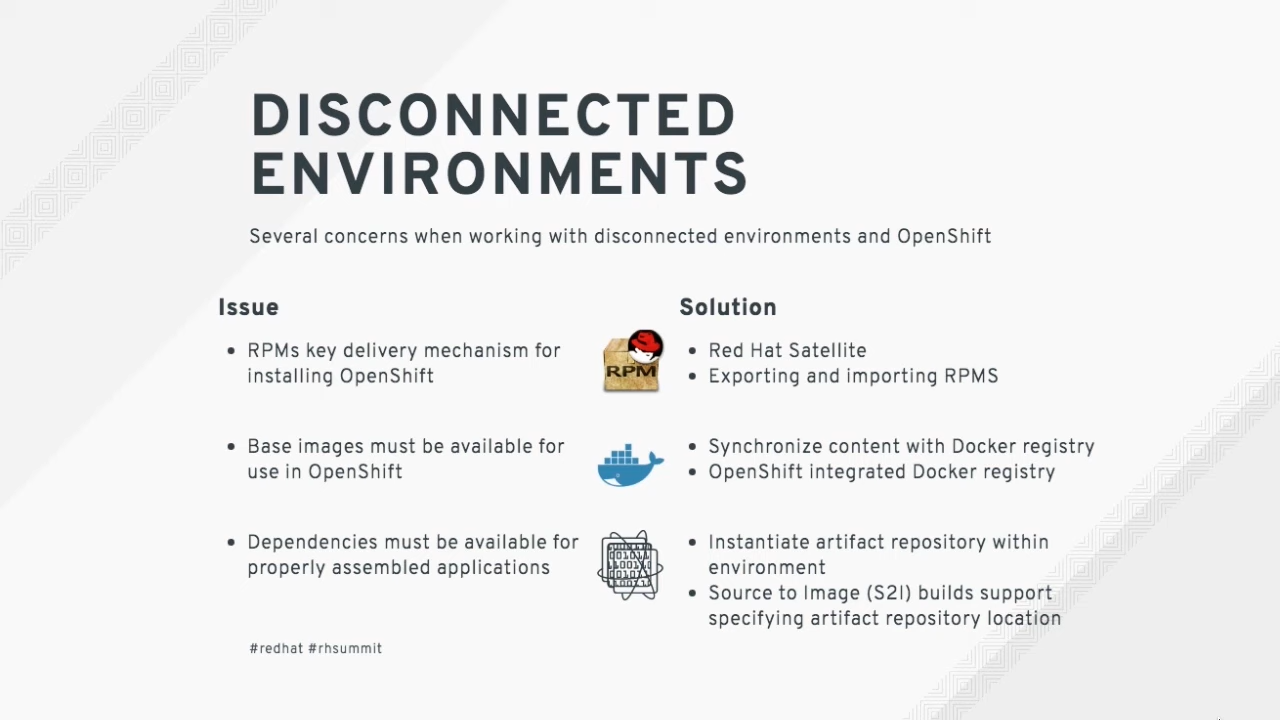 DISCONNECTED
ENVIRONMENTS
Several concerns when working with disconnected environments and OpenShift
Issue
Solution
• RPMs key delivery mechanism for
installing OpenShift
RPM
• Red Hat Satellite
• Exporting and importing RPMS
• Base images must be available for
use in OpenShift
• Synchronize content with Docker registry
• OpenShift integrated Docker registry
• Dependencies must be available for
properly assembled applications
• Instantiate artifact repository within
environment
• Source to Image (S2I) builds support
specifying artifact repository location
#redhat #rhsummit